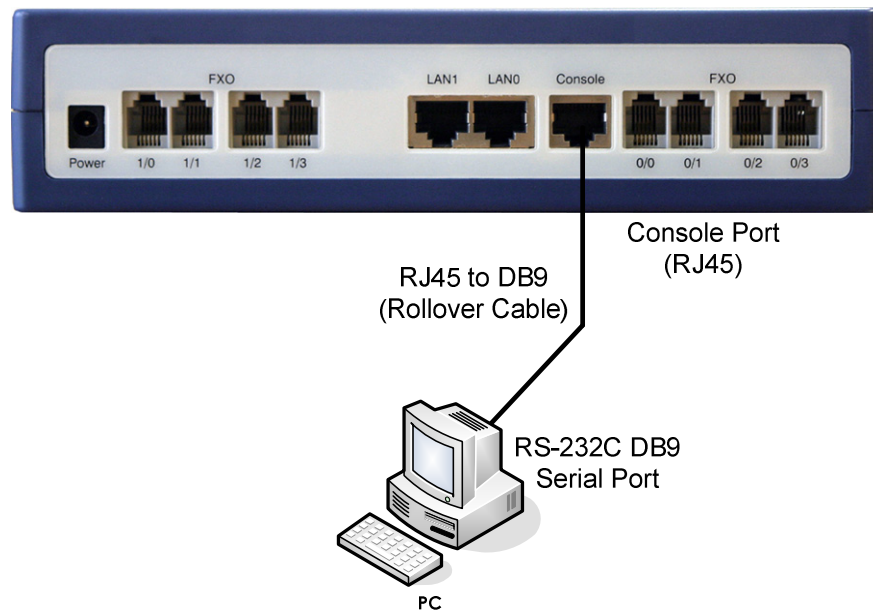 FXO
LAN1 LAN0 Console
FXO
Power
1/0 1/1 1/2 1/3
0/0 0/1 0/2 0/3
Console Port
(RJ45)
RJ45 to DB9
(Rollover Cable)
RS-232C DB9
Serial Port
PC